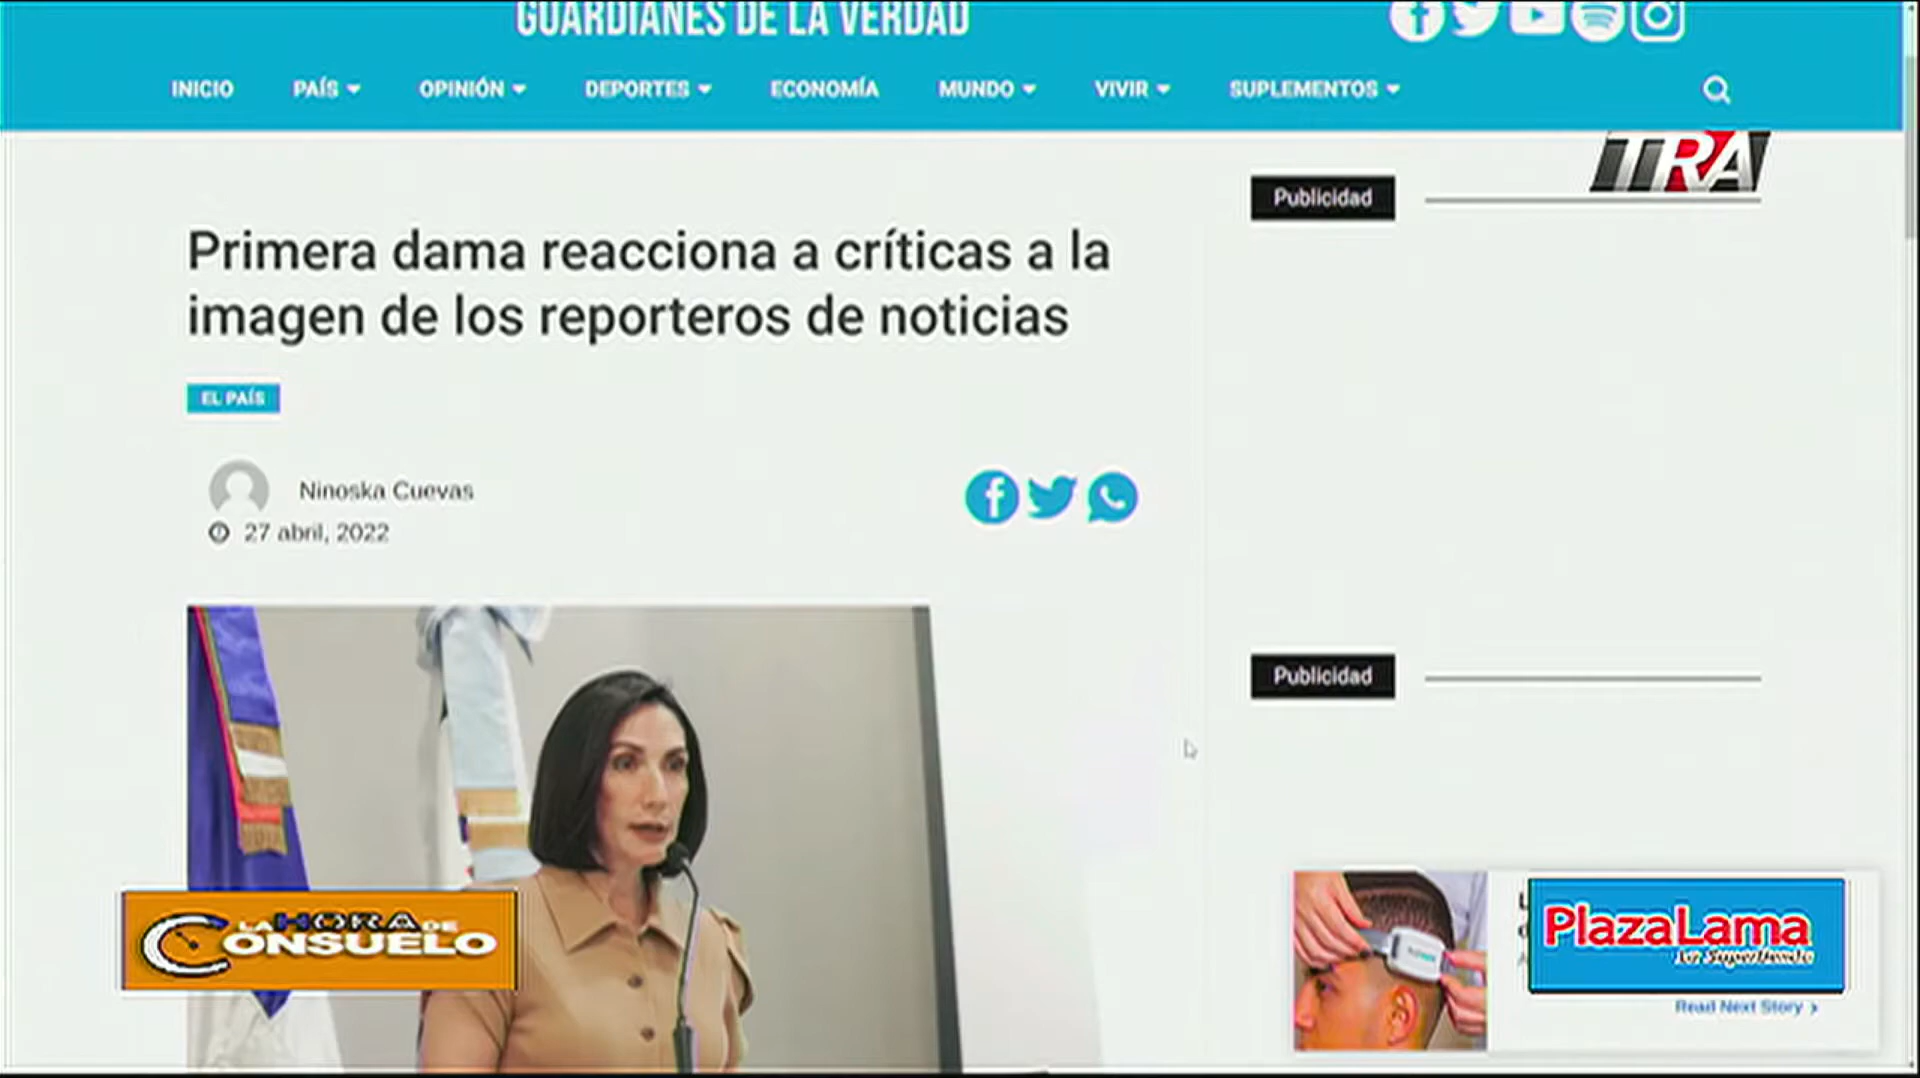 GUARDIANES DE LA VERDAD
INICIO PAÍS OPINIÓN DEPORTES ECONOMÍA MUNDO VIVIR SUPLEMENTOS
TRA
Publicidad
Primera dama reacciona a críticas a la
imagen de los reporteros de noticias
EL PAÍS
Ninoska Cuevas
27 abril, 2022
Publicidad
LA HORA DE
CONSUELO
PlazaLama
La Supertienda
Read Next Story